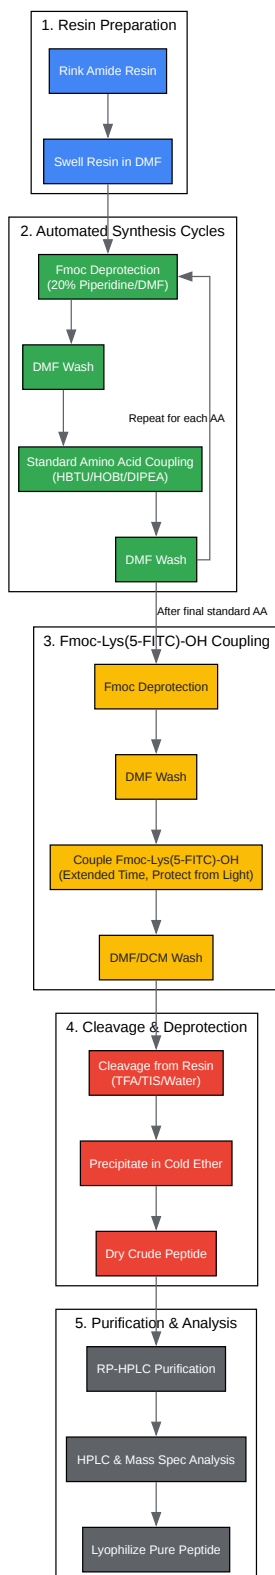 1. Resin Preparation
Rink Amide Resin
Swell Resin in DMF
2. Automated Synthesis Cycles
Fmoc Deprotection
(20% Piperidine/DMF)
DMF Wash
Repeat for each AA
Standard Amino Acid Coupling
(HBTU/HOBt/DIPEA)
DMF Wash
After final standard AA
3. Fmoc-Lys(5-FITC)-OH Coupling
Fmoc Deprotection
DMF Wash
Couple Fmoc-Lys(5-FITC)-OH
(Extended Time, Protect from Light)
DMF/DCM Wash
4. Cleavage & Deprotection
Cleavage from Resin
(TFA/TIS/Water)
Precipitate in Cold Ether
Dry Crude Peptide
5. Purification & Analysis
RP-HPLC Purification
HPLC & Mass Spec Analysis
Lyophilize Pure Peptide